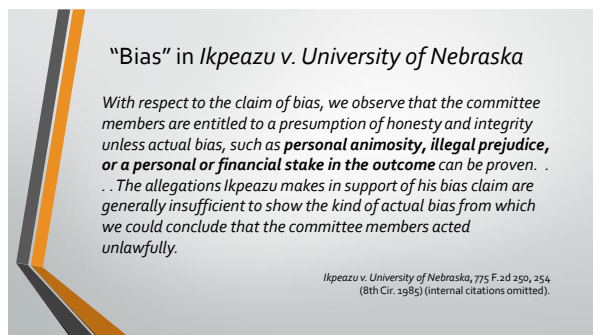 “Bias” in Ikpeazu v. University of Nebraska
With respect to the claim of bias, we observe that the committee
members are entitled to a presumption of honesty and integrity
unless actual bias, such as personal animosity, illegal prejudice,
or a personal or financial stake in the outcome can be proven. .
. . The allegations Ikpeazu makes in support of his bias claim are
generally insufficient to show the kind of actual bias from which
we could conclude that the committee members acted
unlawfully.
Ikpeazu v. University of Nebraska, 775 F.2d 250, 254
(8th Cir. 1985) (internal citations omitted).